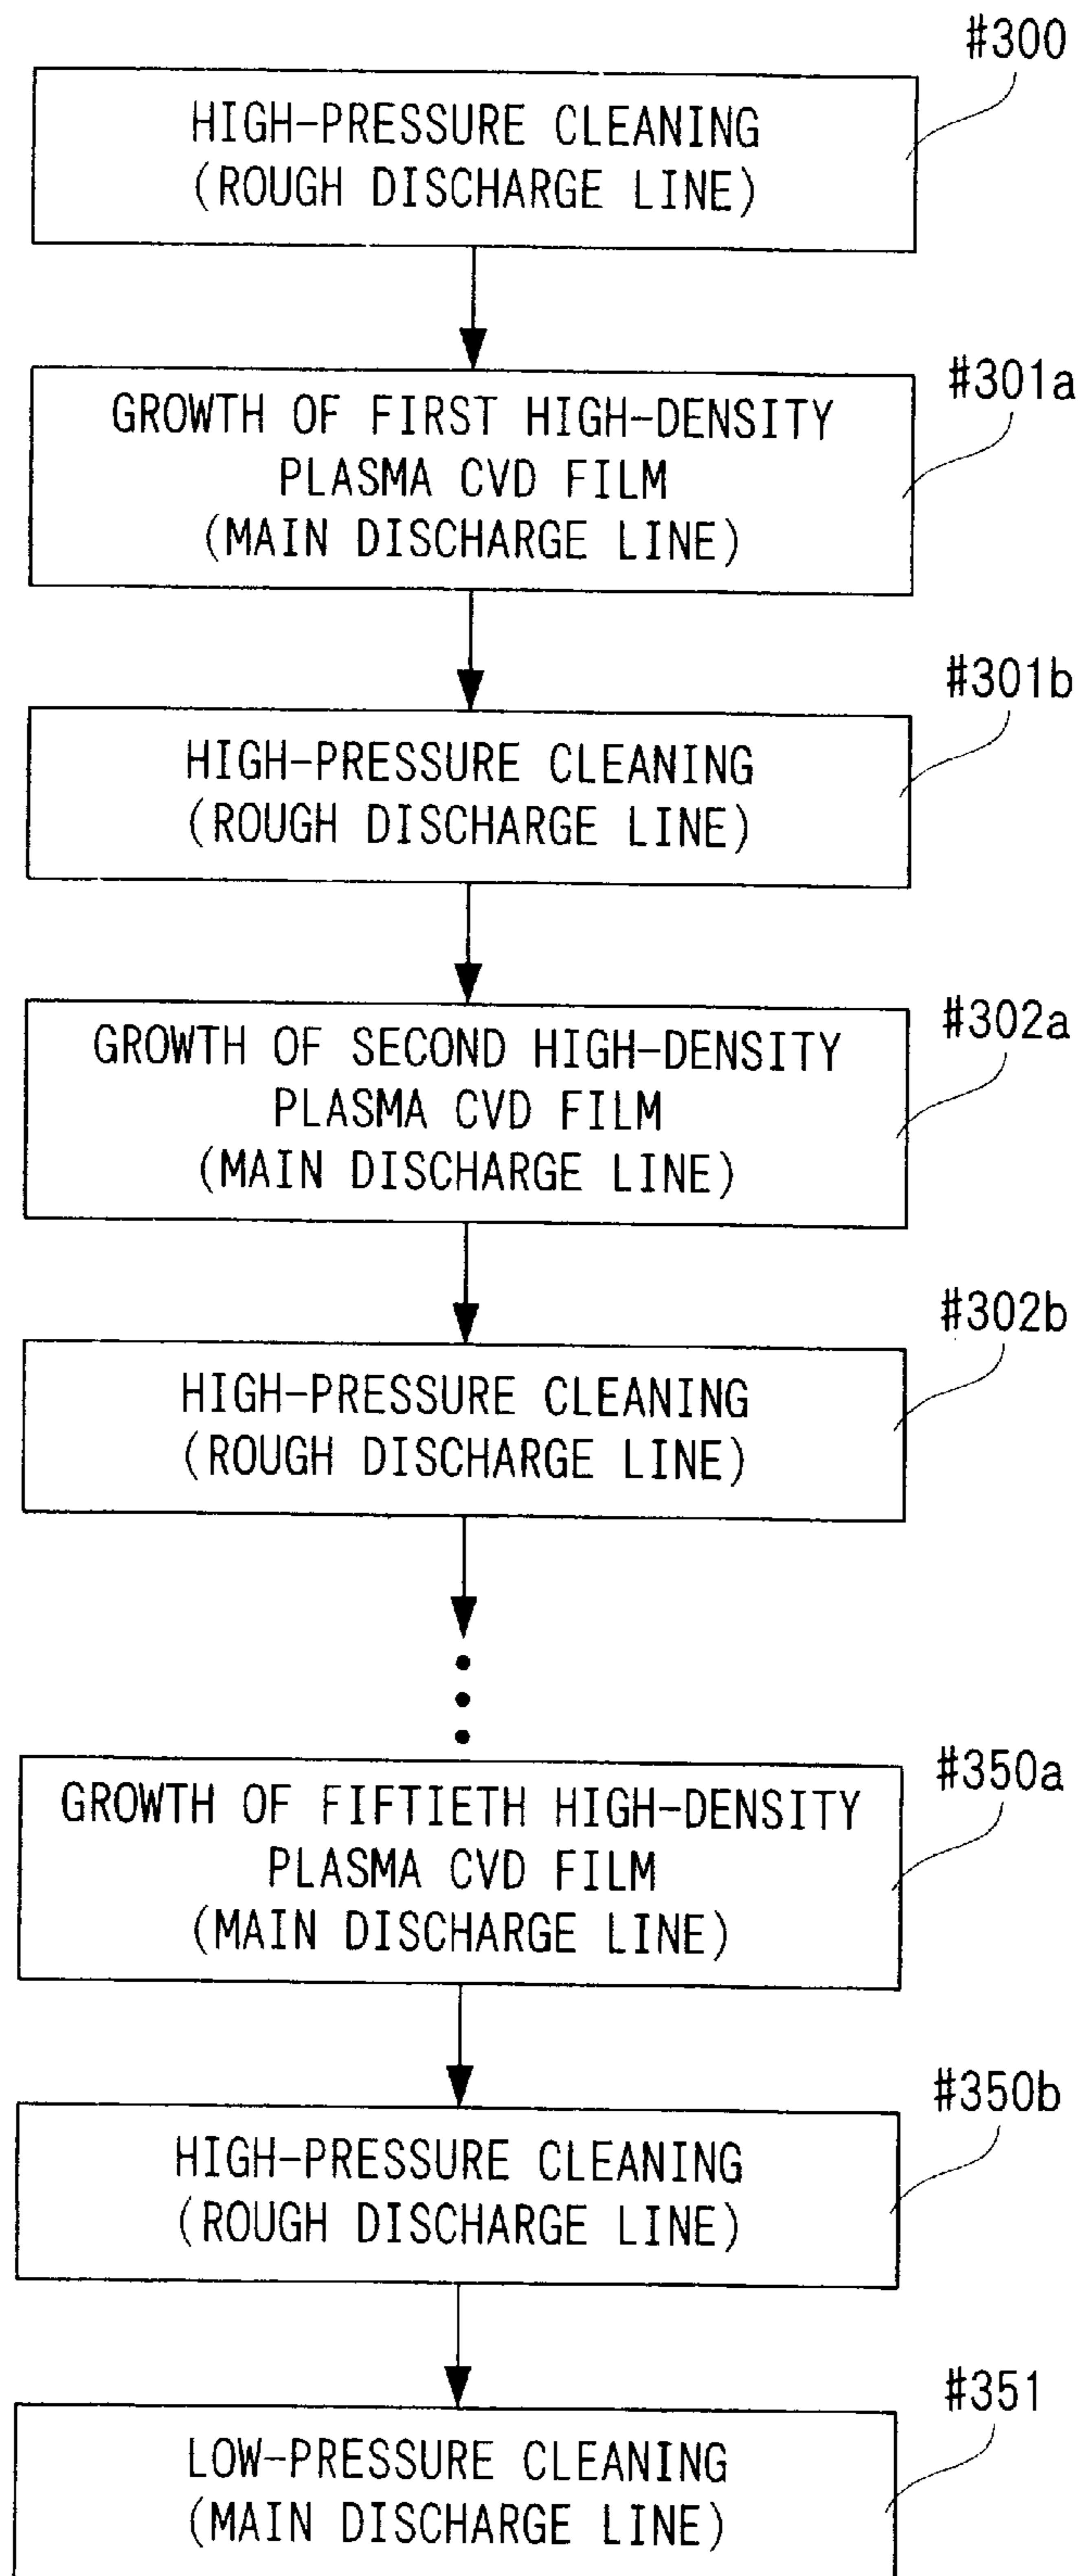 #300
HIGH-PRESSURE CLEANING
(ROUGH DISCHARGE LINE)
#301a
GROWTH OF FIRST HIGH-DENSITY
PLASMA CVD FILM
(MAIN DISCHARGE LINE)
#301b
HIGH-PRESSURE CLEANING
(ROUGH DISCHARGE LINE)
#302a
GROWTH OF SECOND HIGH-DENSITY
PLASMA CVD FILM
(MAIN DISCHARGE LINE)
#302b
HIGH-PRESSURE CLEANING
(ROUGH DISCHARGE LINE)
#350a
GROWTH OF FIFTIETH HIGH-DENSITY
PLASMA CVD FILM
(MAIN DISCHARGE LINE)
#350b
HIGH-PRESSURE CLEANING
(ROUGH DISCHARGE LINE)
#351
LOW-PRESSURE CLEANING
(MAIN DISCHARGE LINE)